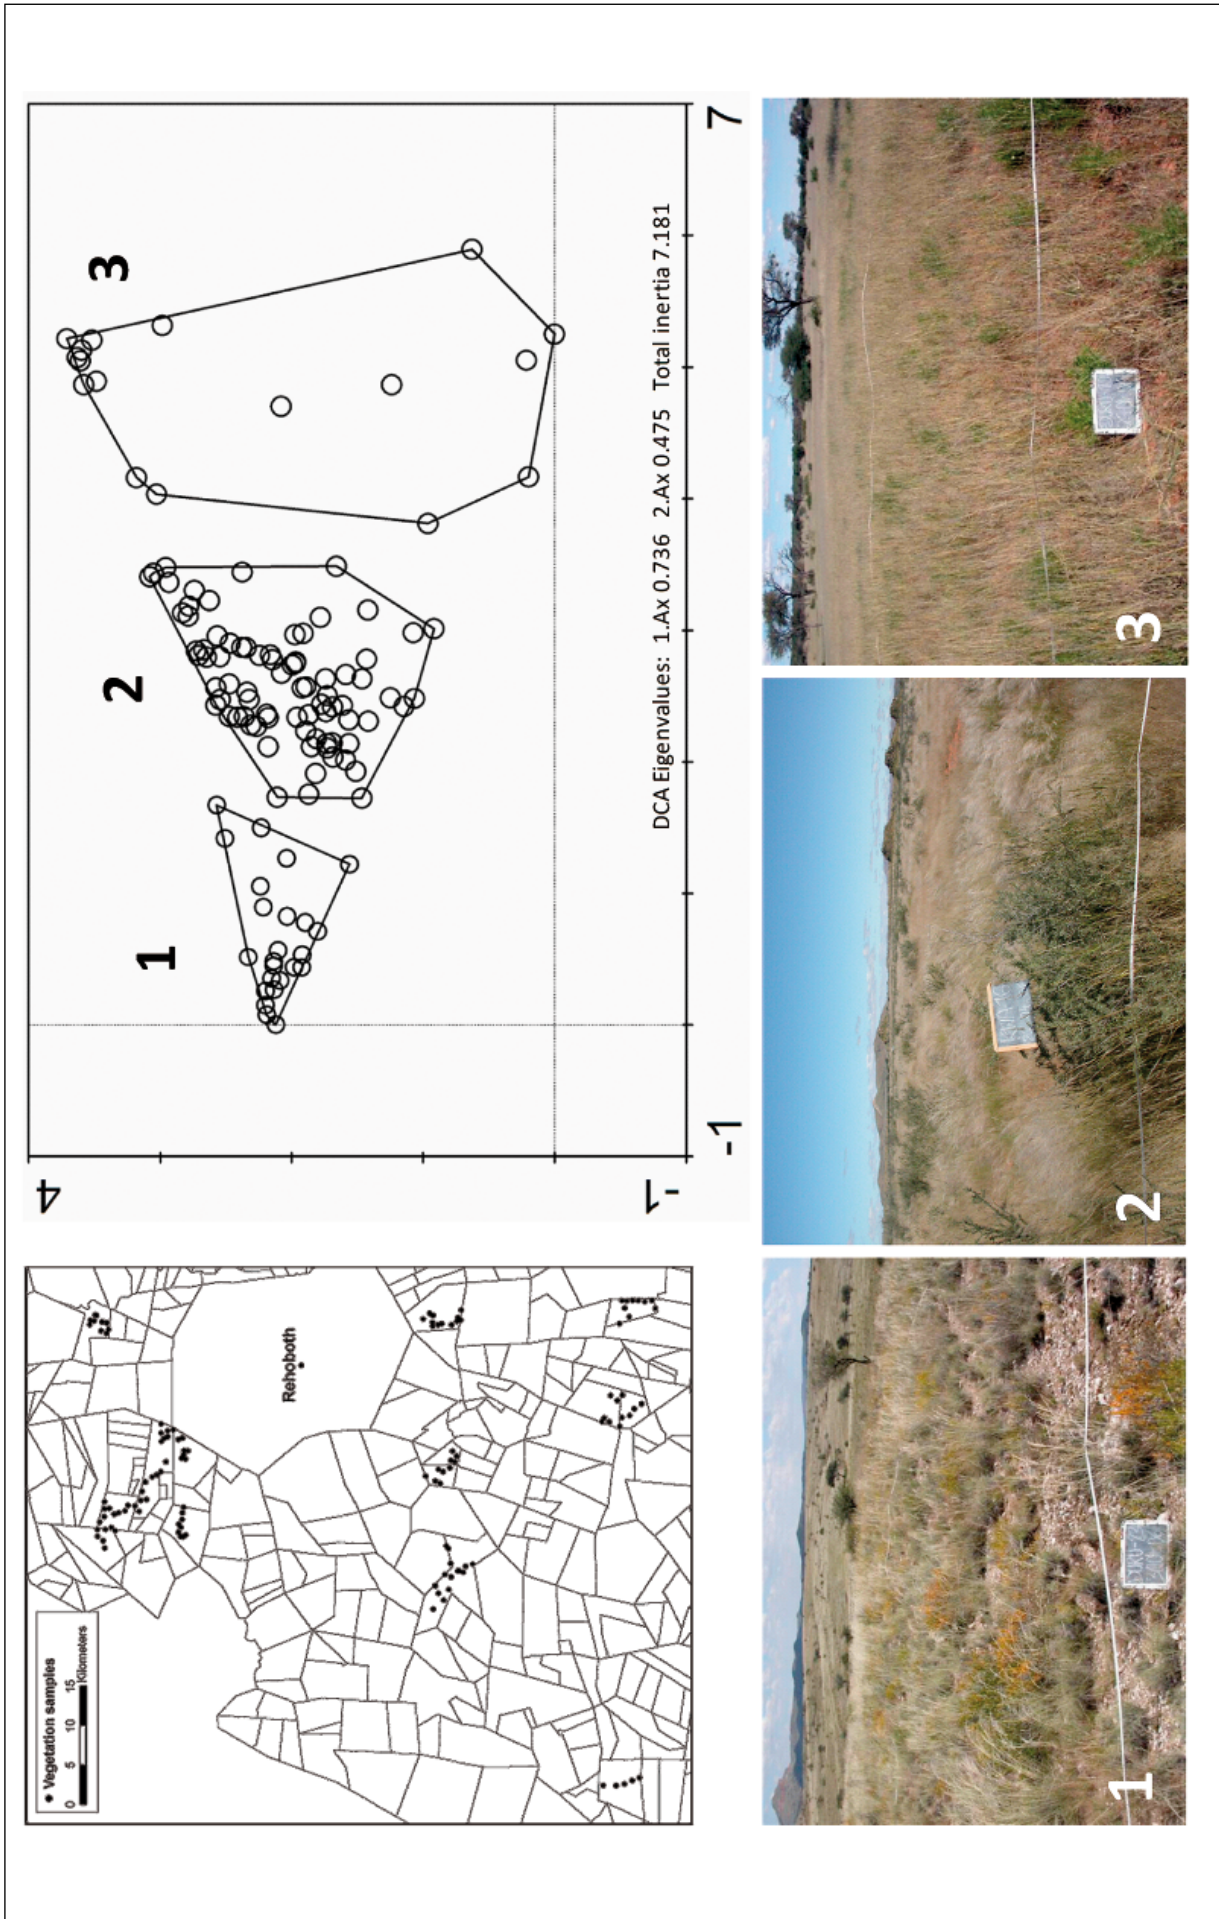 Vegetation samples
0 5 10 15
Kilometers
Rehoboth
4
-1
-1
7
1
2
3
DCA Eigenvalues: 1.Ax 0.736 2.Ax 0.475 Total inertia 7.181
1
2
3